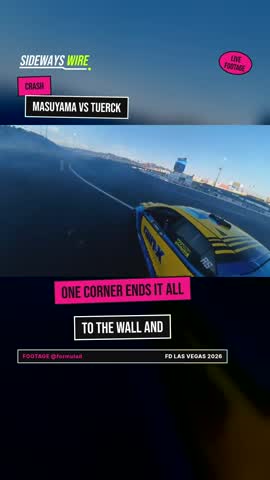 SIDEWAYS WIRE.
LIVE
FOOTAGE
CRASH
MASUYAMA VS TUERCK
RS
ONE CORNER ENDS IT ALL
TO THE WALL AND
FOOTAGE @formulad
FD LAS VEGAS 2026